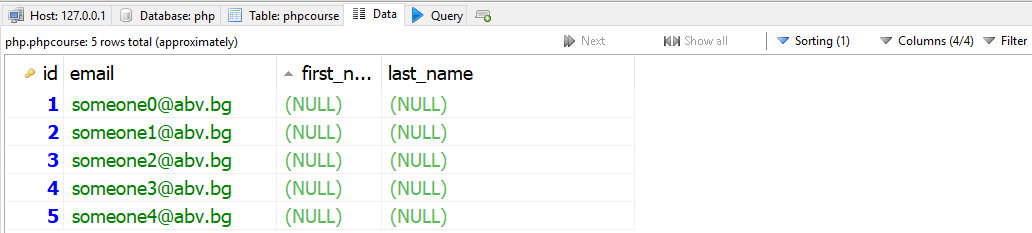 Host: 127.0.0.1 Database: php Table: phpcourse Data Query
php.phpcourse: 5 rows total (approximately) Next Show all Sorting (1) Columns (4/4) Filter
id email first_n... last_name
1 someone0@abv.bg (NULL) (NULL)
2 someone1@abv.bg (NULL) (NULL)
3 someone2@abv.bg (NULL) (NULL)
4 someone3@abv.bg (NULL) (NULL)
5 someone4@abv.bg (NULL) (NULL)